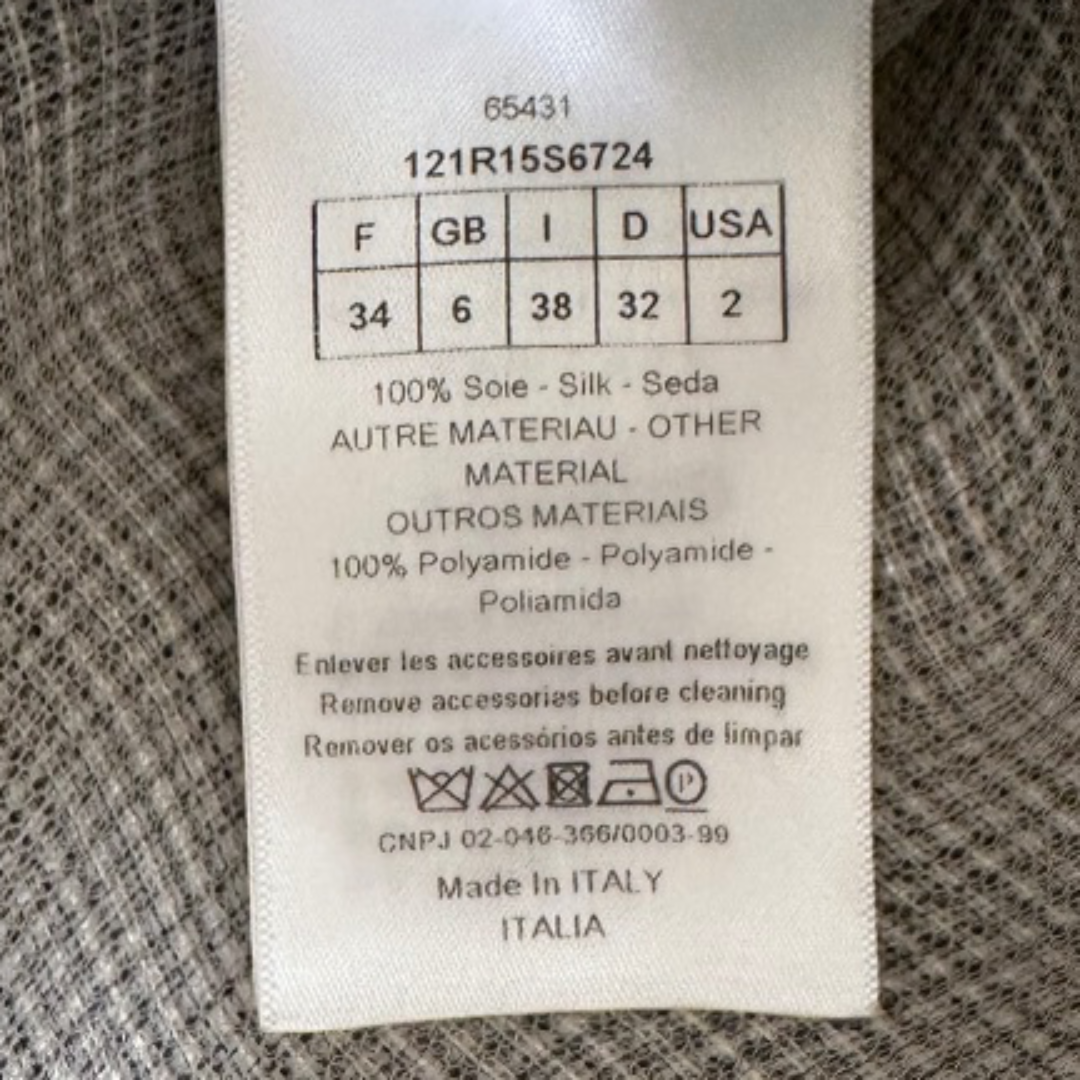 65431
121R15S6724
F GB I D USA
34 6 38 32 2
100% Soie - Silk - Seda
AUTRE MATERIAU - OTHER
MATERIAL
OUTROS MATERIAIS
100% Polyamide - Polyamide -
Poliamida
Enlever les accessoires avant nettoyage
Remove accessories before cleaning
Remover os acessórios antes de limpar
P
CNPJ 02-046-366/0003-99
Made In ITALY
ITALIA